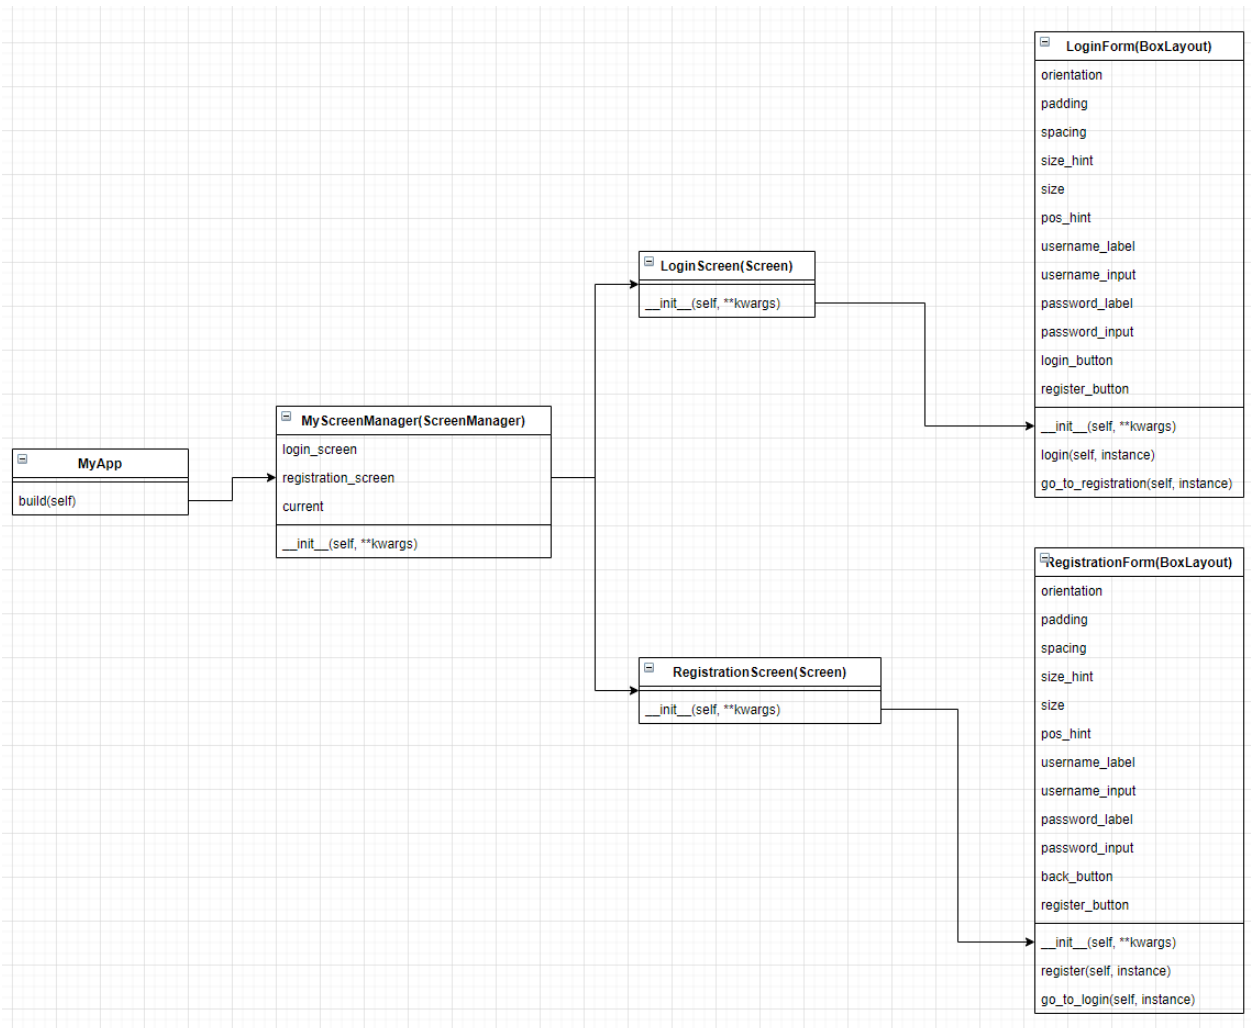 MyApp
build(self)
MyScreenManager(ScreenManager)
login_screen
registration_screen
current
__init__(self, **kwargs)
LoginScreen(Screen)
__init__(self, **kwargs)
RegistrationScreen(Screen)
__init__(self, **kwargs)
LoginForm(BoxLayout)
orientation
padding
spacing
size_hint
size
pos_hint
username_label
username_input
password_label
password_input
login_button
register_button
__init__(self, **kwargs)
login(self, instance)
go_to_registration(self, instance)
RegistrationForm(BoxLayout)
orientation
padding
spacing
size_hint
size
pos_hint
username_label
username_input
password_label
password_input
back_button
register_button
__init__(self, **kwargs)
register(self, instance)
go_to_login(self, instance)